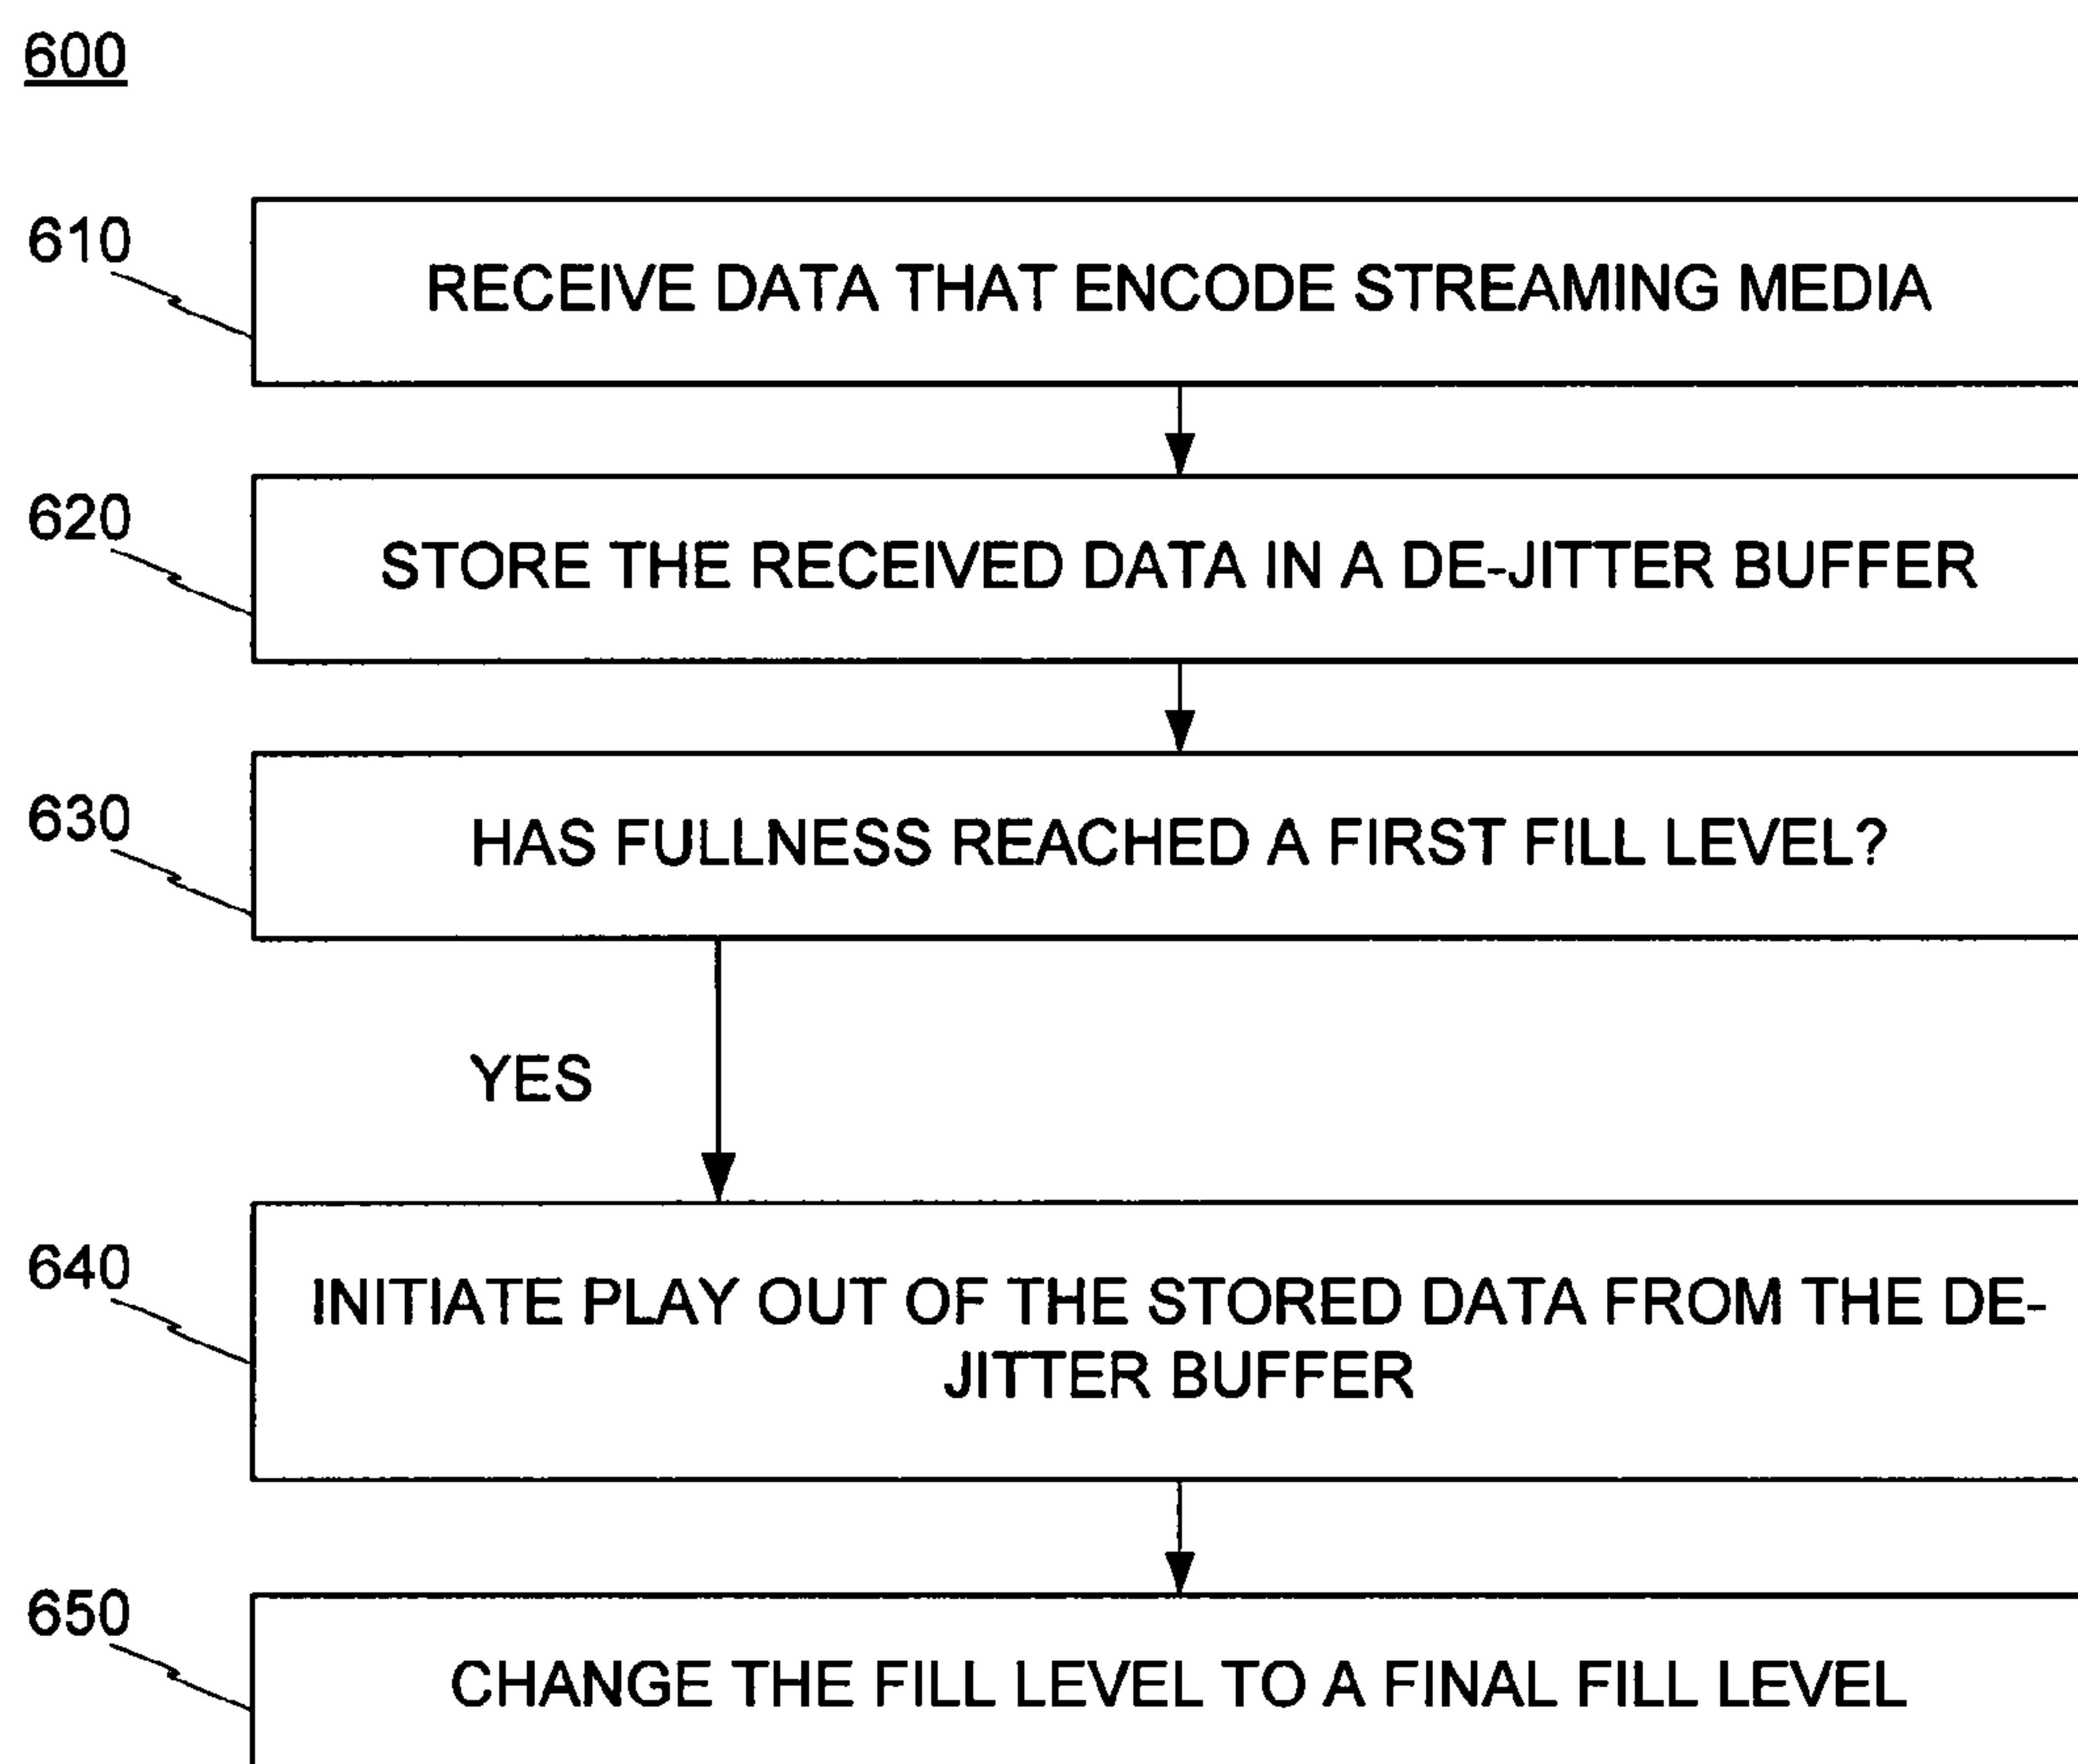 600
610
RECEIVE DATA THAT ENCODE STREAMING MEDIA
620
STORE THE RECEIVED DATA IN A DE-JITTER BUFFER
630
HAS FULLNESS REACHED A FIRST FILL LEVEL?
YES
640
INITIATE PLAY OUT OF THE STORED DATA FROM THE DE-
JITTER BUFFER
650
CHANGE THE FILL LEVEL TO A FINAL FILL LEVEL